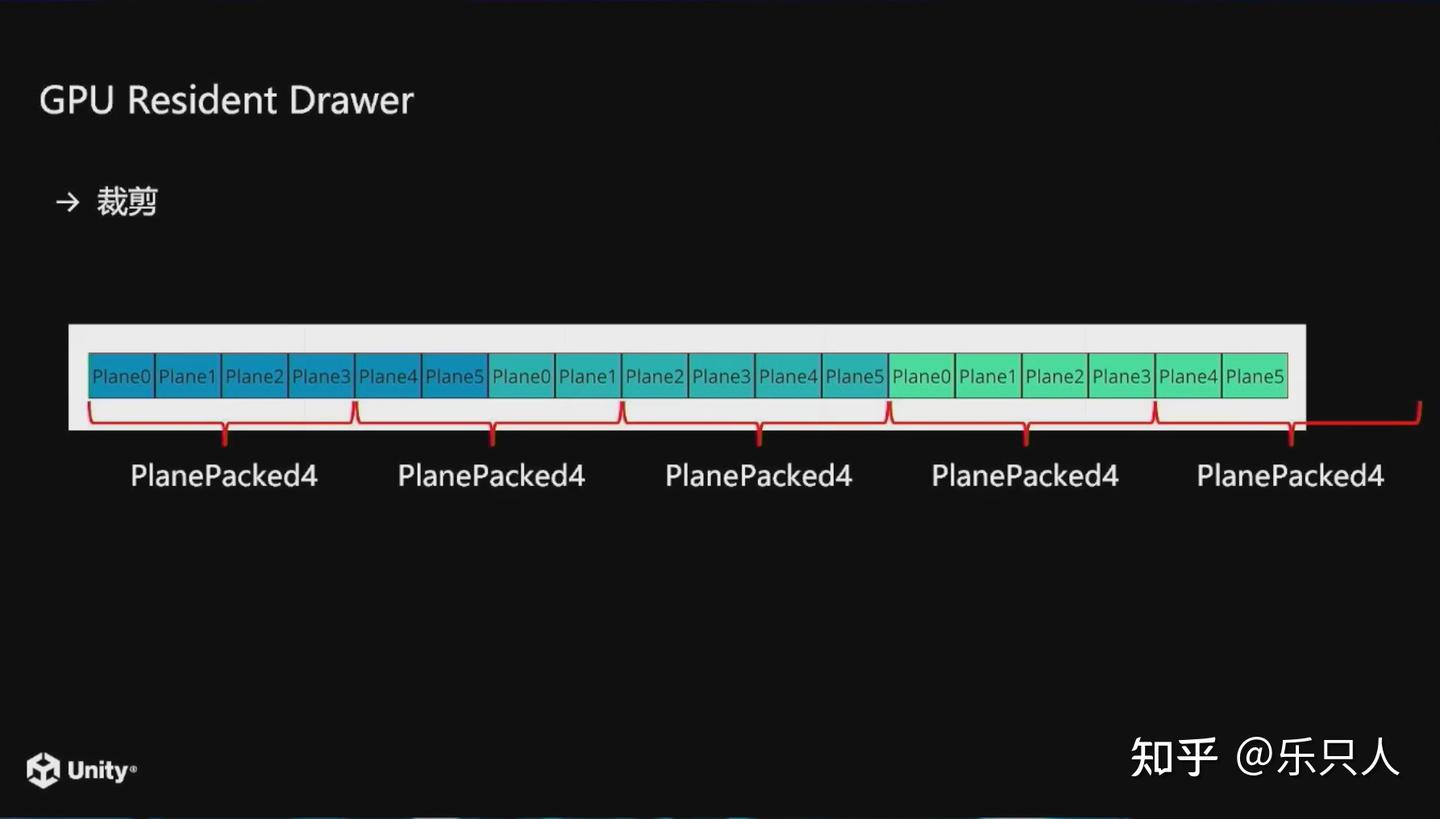 GPU Resident Drawer
→ 裁剪
Plane0 Plane1 Plane2 Plane3 Plane4 Plane5 Plane0 Plane1 Plane2 Plane3 Plane4 Plane5 Plane0 Plane1 Plane2 Plane3 Plane4 Plane5
PlanePacked4 PlanePacked4 PlanePacked4 PlanePacked4 PlanePacked4
Unity®
知乎 @乐只人